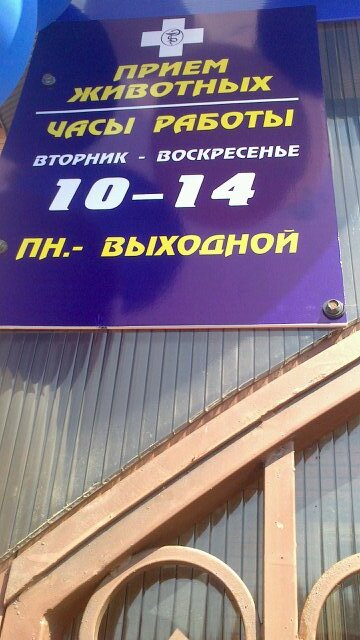 ПРИЕМ
ЖИВОТНЫХ
ЧАСЫ РАБОТЫ
ВТОРНИК - ВОСКРЕСЕНЬЕ
10-14
ПН.- ВЫХОДНОЙ